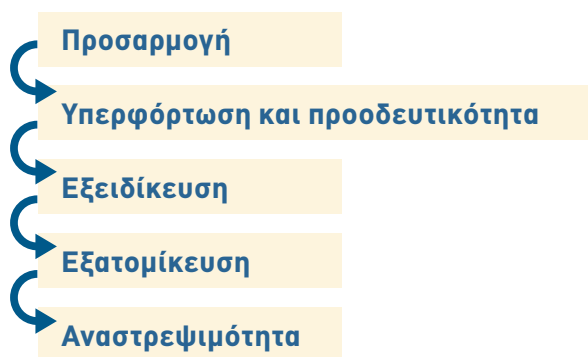 Προσαρμογή
Υπερφόρτωση και προοδευτικότητα
Εξειδίκευση
Εξατομίκευση
Αναστρεψιμότητα